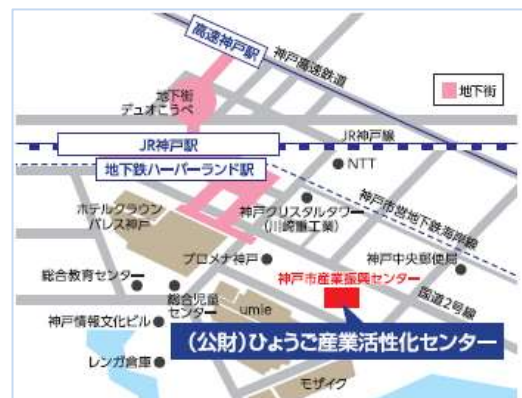 高速神戸駅
神戸高速鉄道
地下街
デュオこうべ
地下街
JR神戸駅
JR神戸線
地下鉄ハーバーランド駅
NTT
神戸市営地下鉄海岸線
ホテルクラウン
パレス神戸
神戸クリスタルタワー
(川崎重工業)
プロメナ神戸
神戸中央郵便局
総合教育センター
神戸市産業振興センター
国道2号線
総合児童
センター
umie
神戸情報文化ビル
(公財)ひょうご産業活性化センター
レンガ倉庫
モザイク